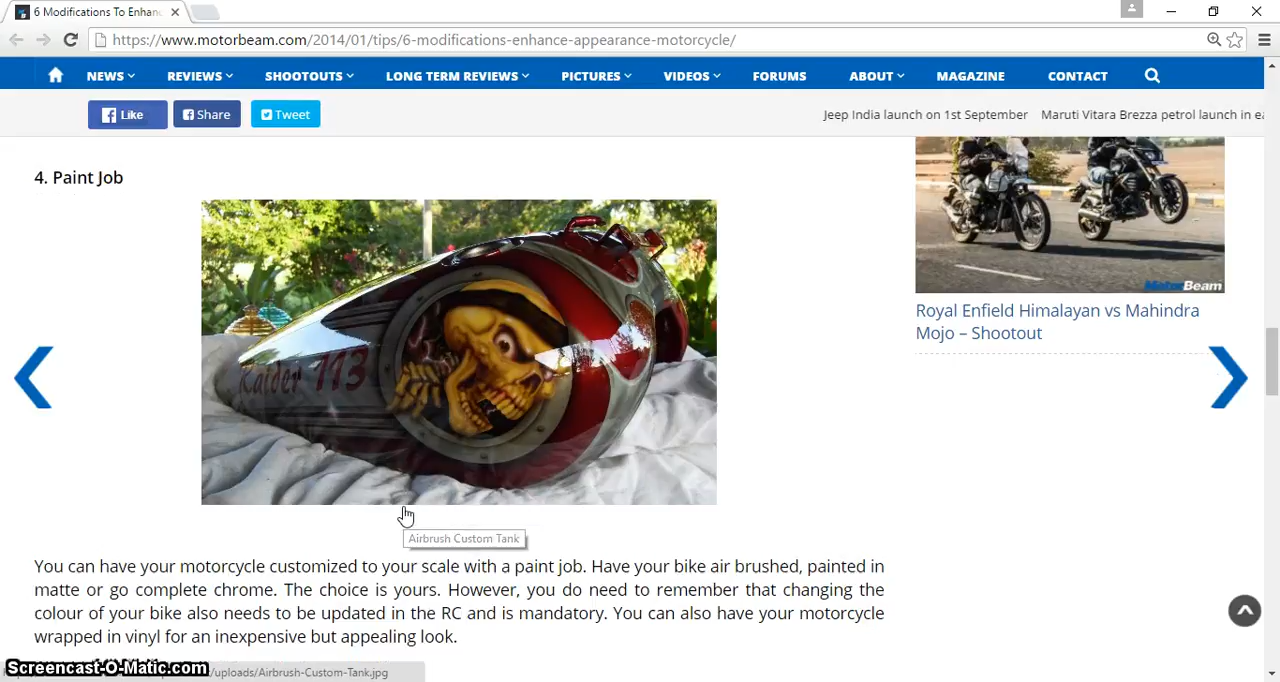 6 Modifications To Enhanc
https://www.motorbeam.com/2014/01/tips/6-modifications-enhance-appearance-motorcycle/
NEWS REVIEWS SHOOTOUTS LONG TERM REVIEWS PICTURES VIDEOS FORUMS ABOUT MAGAZINE CONTACT
Like Share Tweet Jeep India launch on 1st September Maruti Vitara Brezza petrol launch in ea
4. Paint Job
Raider 113
MotorBeam
Royal Enfield Himalayan vs Mahindra
Mojo – Shootout
Airbrush Custom Tank
You can have your motorcycle customized to your scale with a paint job. Have your bike air brushed, painted in
matte or go complete chrome. The choice is yours. However, you do need to remember that changing the
colour of your bike also needs to be updated in the RC and is mandatory. You can also have your motorcycle
wrapped in vinyl for an inexpensive but appealing look.
Screencast-O-Matic.com
/uploads/Airbrush-Custom-Tank.jpg